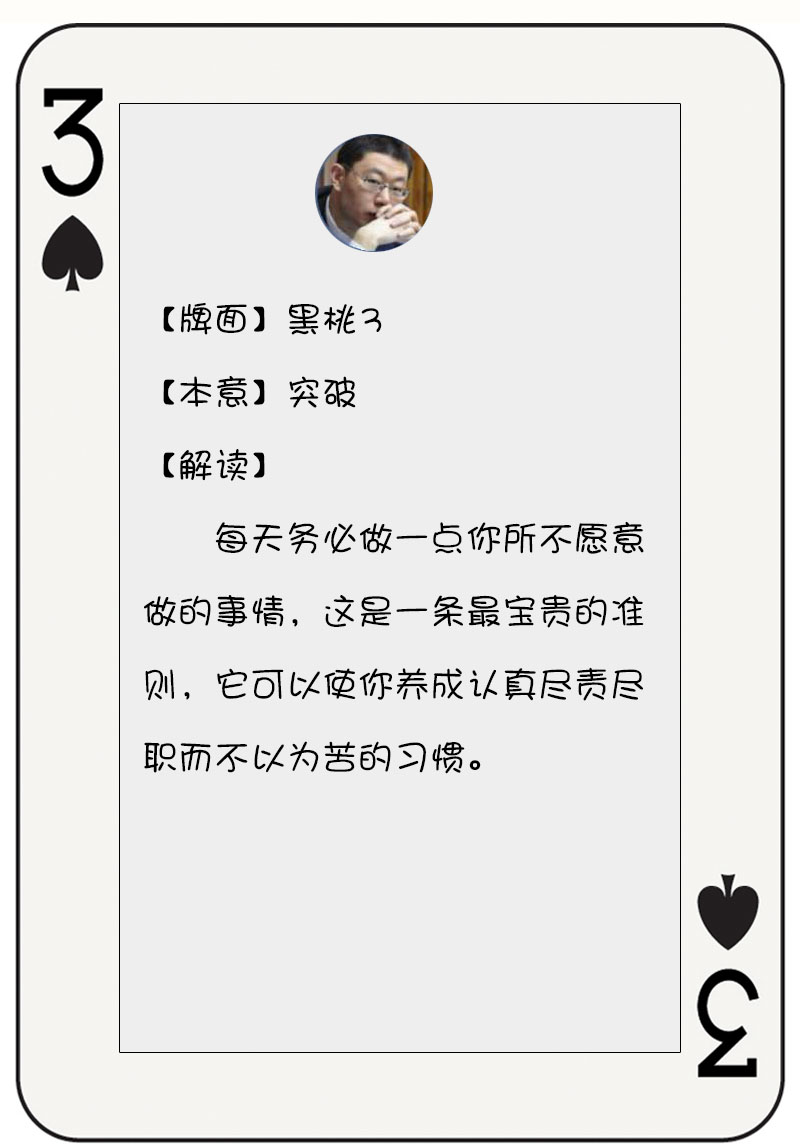 3
【牌面】黑桃3
【本意】突破
【解读】
每天务必做一点你所不愿意
做的事情，这是一条最宝贵的准
则，它可以使你养成认真尽责尽
职而不以为苦的习惯。
3